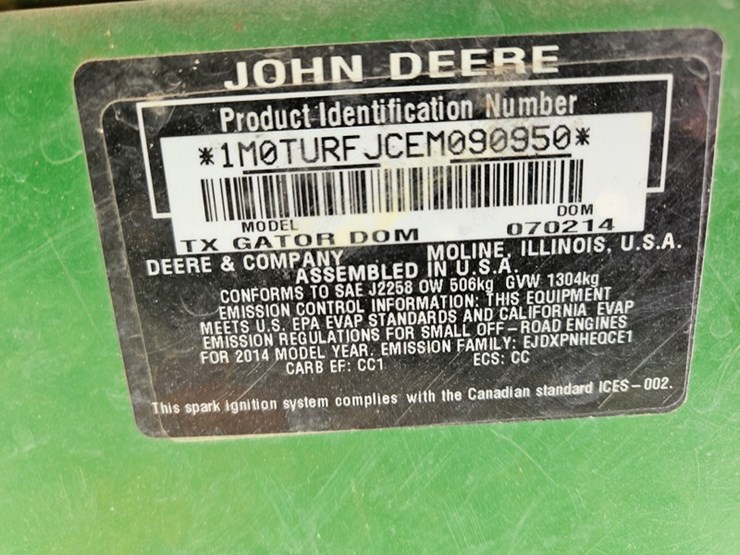 JOHN DEERE
Product Identification Number
*1M0TURFJCEM090950*
MODEL DOM
TX GATOR DOM 070214
DEERE & COMPANY MOLINE, ILLINOIS, U.S.A.
ASSEMBLED IN U.S.A.
CONFORMS TO SAE J2258 OW 506kg GVW 1304kg
EMISSION CONTROL INFORMATION: THIS EQUIPMENT
MEETS U.S. EPA EVAP STANDARDS AND CALIFORNIA EVAP
EMISSION REGULATIONS FOR SMALL OFF-ROAD ENGINES
FOR 2014 MODEL YEAR. EMISSION FAMILY: EJDXPNHEQCE1
CARB EF: CC1 ECS: CC
This spark ignition system complies with the Canadian standard ICES-002.